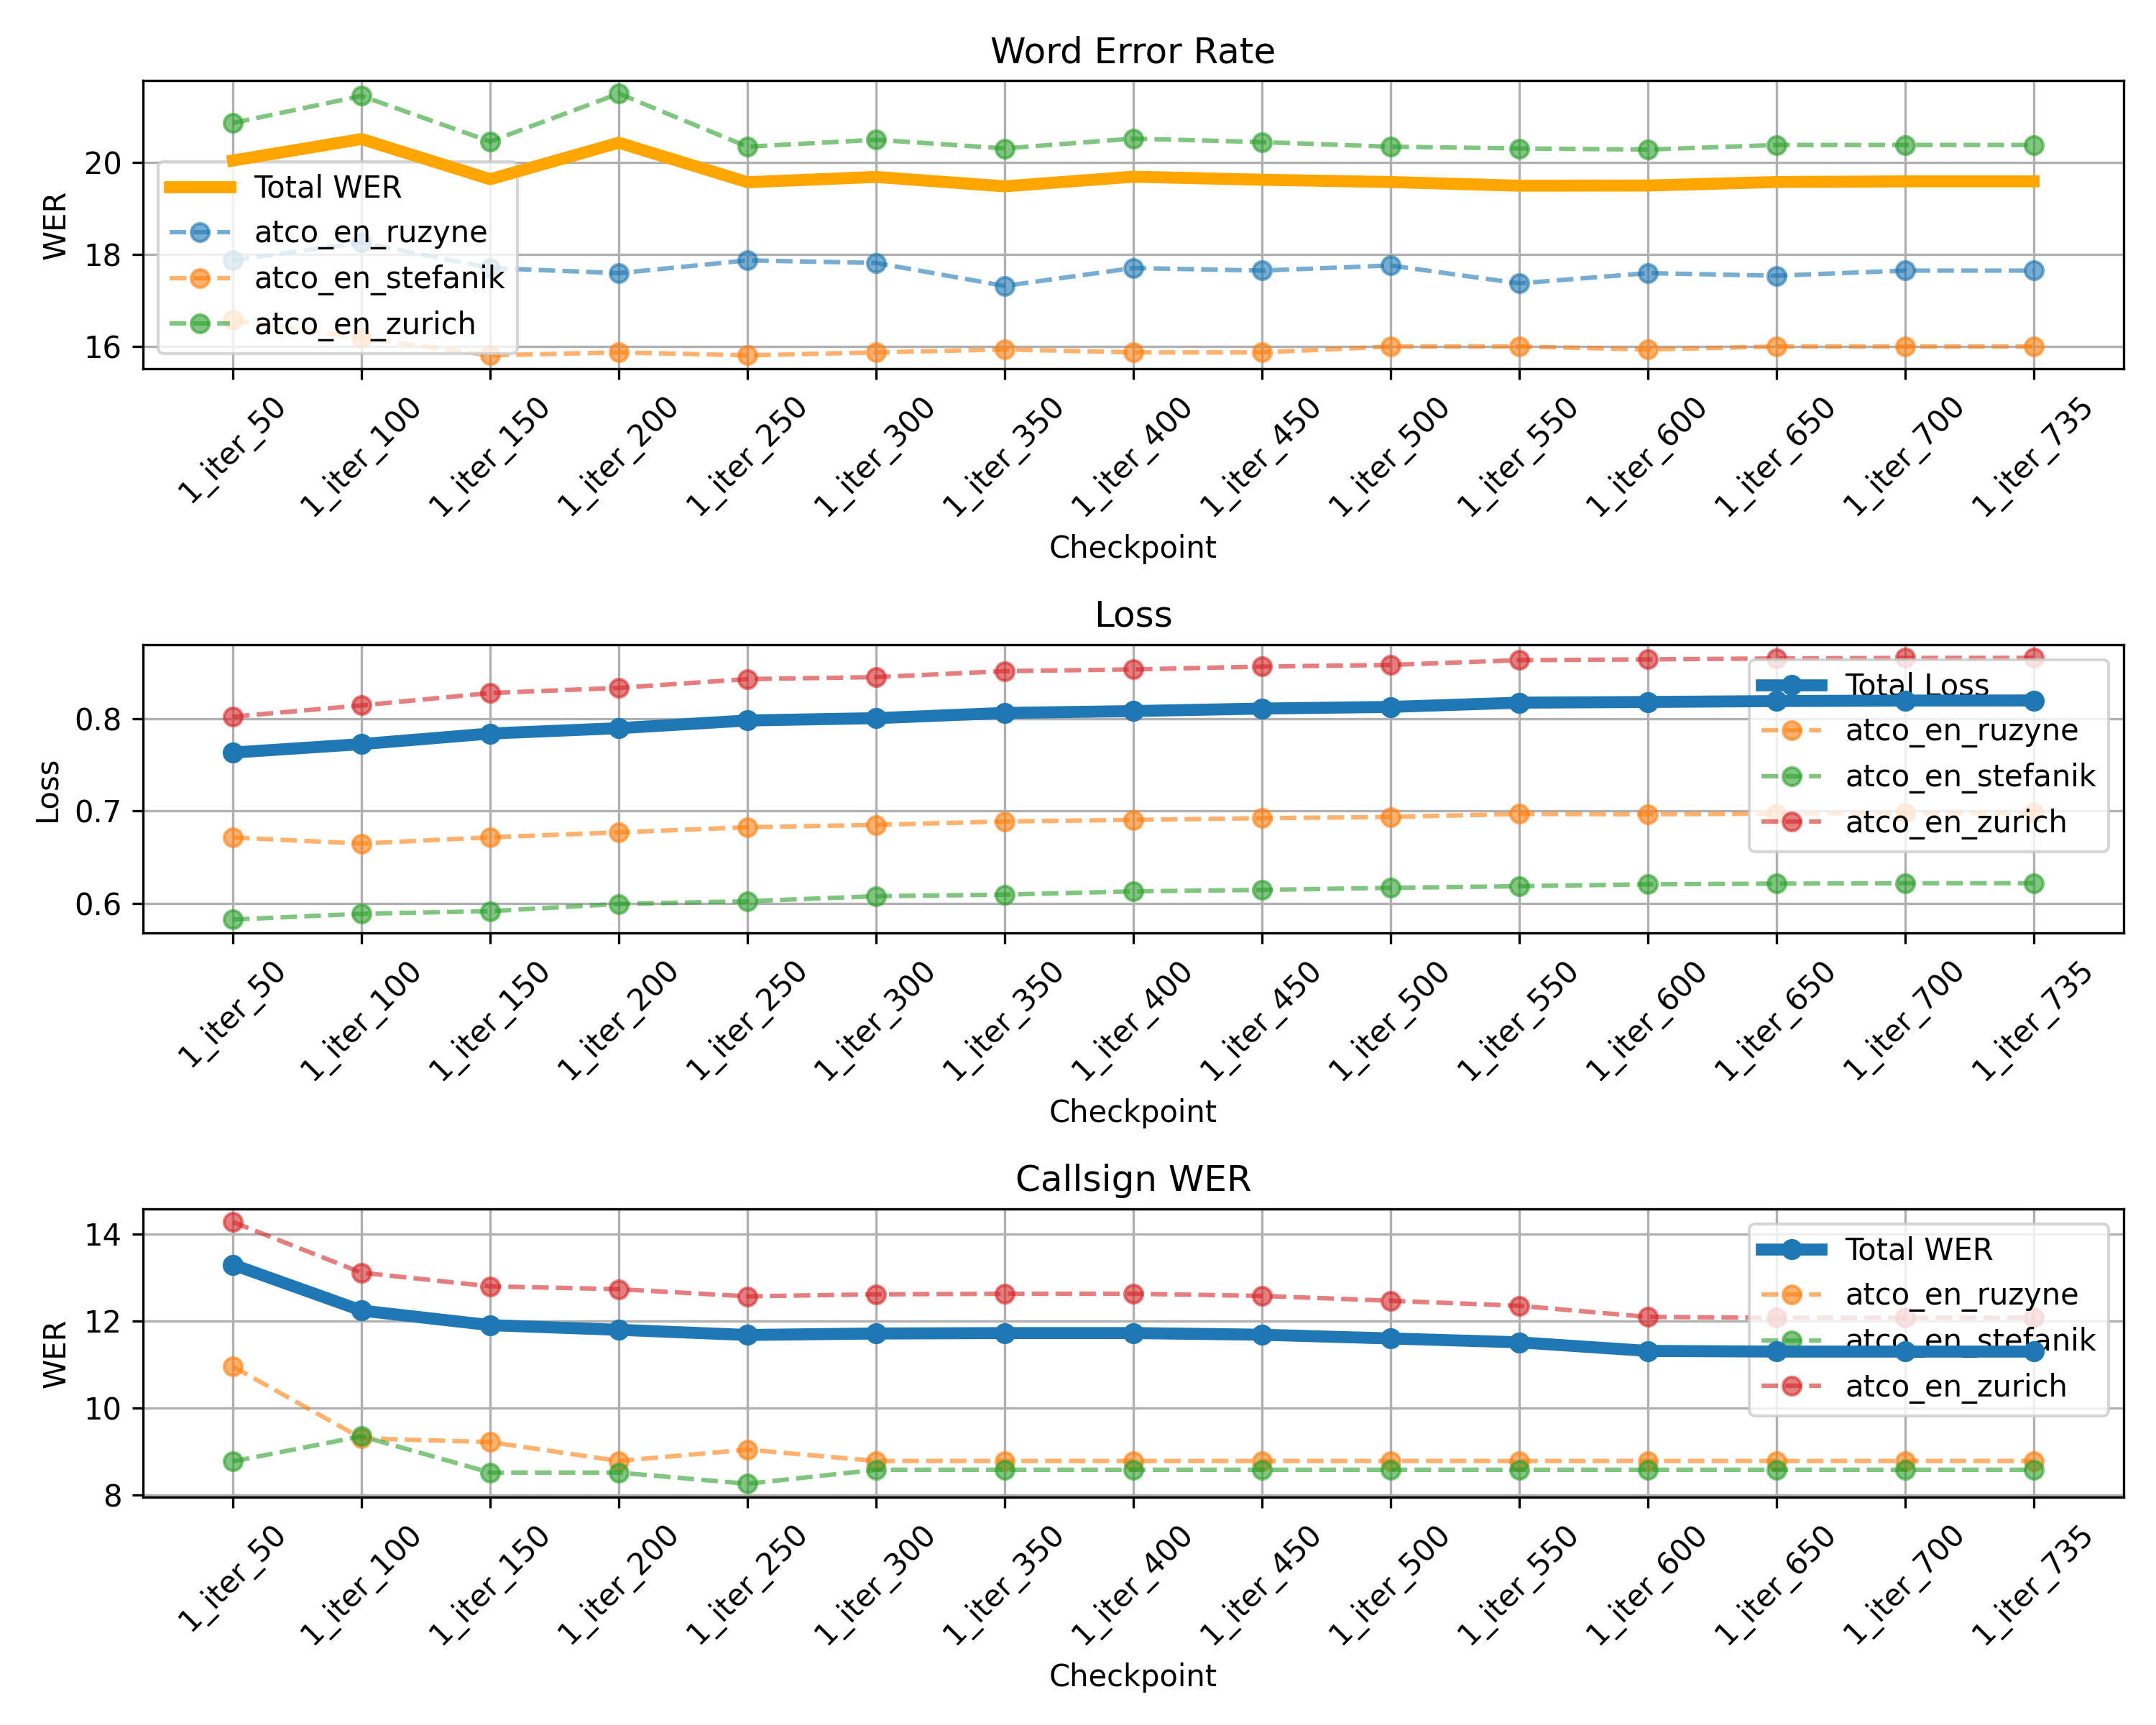 Word Error Rate
WER
20
18
16
Total WER
atco_en_ruzyne
atco_en_stefanik
atco_en_zurich
1_iter_50
1_iter_100
1_iter_150
1_iter_200
1_iter_250
1_iter_300
1_iter_350
1_iter_400
1_iter_450
1_iter_500
1_iter_550
1_iter_600
1_iter_650
1_iter_700
1_iter_735
Checkpoint
Loss
Loss
0.8
0.7
0.6
Total Loss
atco_en_ruzyne
atco_en_stefanik
atco_en_zurich
1_iter_50
1_iter_100
1_iter_150
1_iter_200
1_iter_250
1_iter_300
1_iter_350
1_iter_400
1_iter_450
1_iter_500
1_iter_550
1_iter_600
1_iter_650
1_iter_700
1_iter_735
Checkpoint
Callsign WER
WER
14
12
10
8
Total WER
atco_en_ruzyne
atco_en_stefanik
atco_en_zurich
1_iter_50
1_iter_100
1_iter_150
1_iter_200
1_iter_250
1_iter_300
1_iter_350
1_iter_400
1_iter_450
1_iter_500
1_iter_550
1_iter_600
1_iter_650
1_iter_700
1_iter_735
Checkpoint